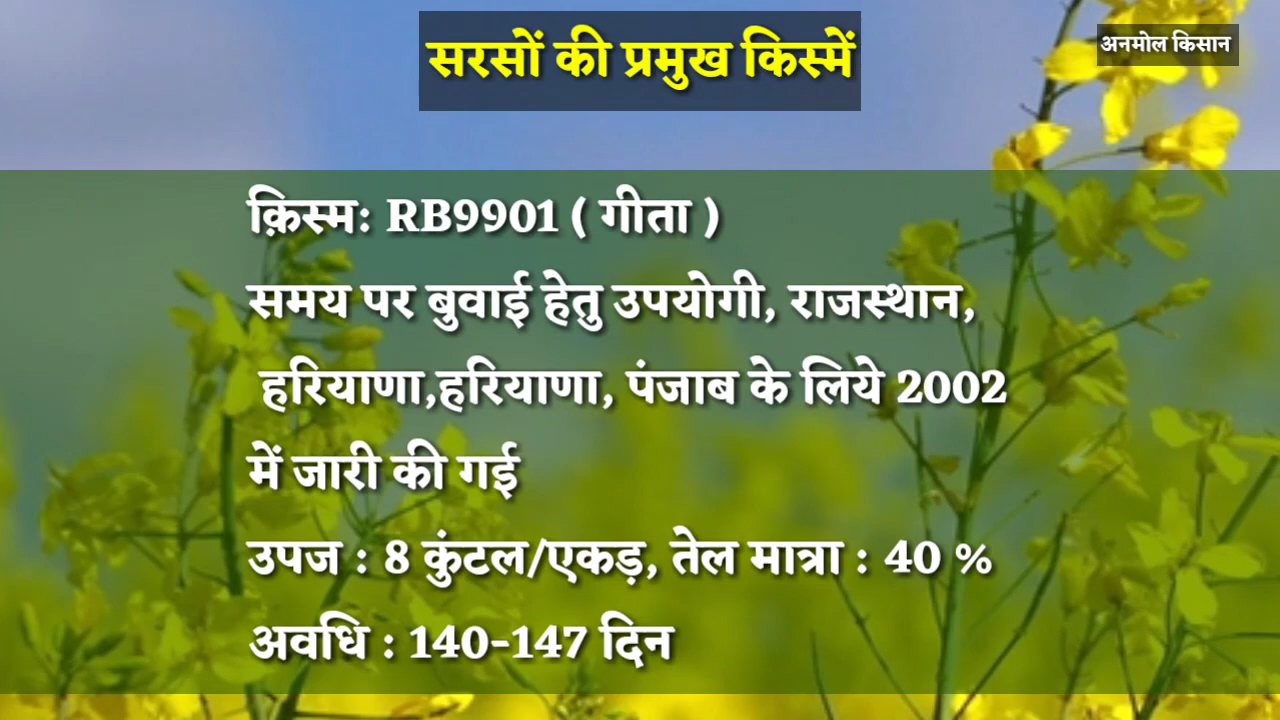 सरसों की प्रमुख किस्में
अनमोल किसान
क़िस्म: RB9901 ( गीता )
समय पर बुवाई हेतु उपयोगी, राजस्थान,
हरियाणा,हरियाणा, पंजाब के लिये 2002
में जारी की गई
उपज : 8 कुंटल/एकड़, तेल मात्रा : 40 %
अवधि : 140-147 दिन